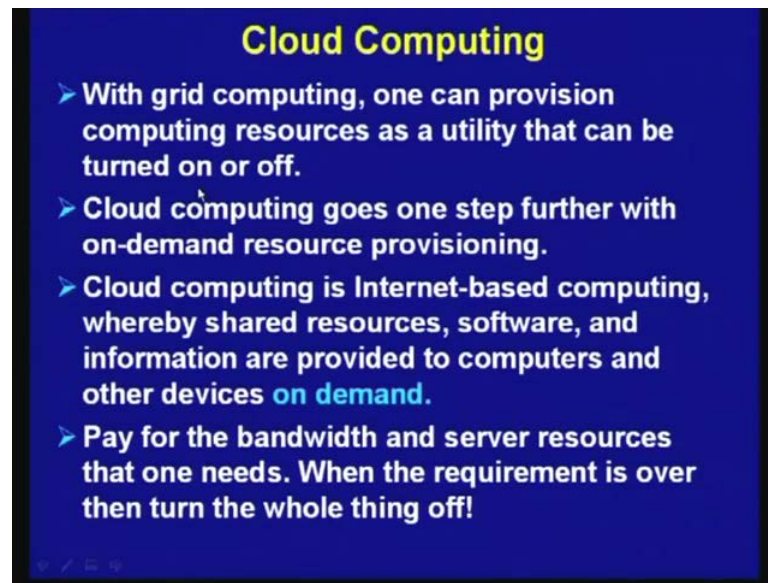 Cloud Computing
➢ With grid computing, one can provision
computing resources as a utility that can be
turned on or off.
➢ Cloud computing goes one step further with
on-demand resource provisioning.
➢ Cloud computing is Internet-based computing,
whereby shared resources, software, and
information are provided to computers and
other devices on demand.
➢ Pay for the bandwidth and server resources
that one needs. When the requirement is over
then turn the whole thing off!